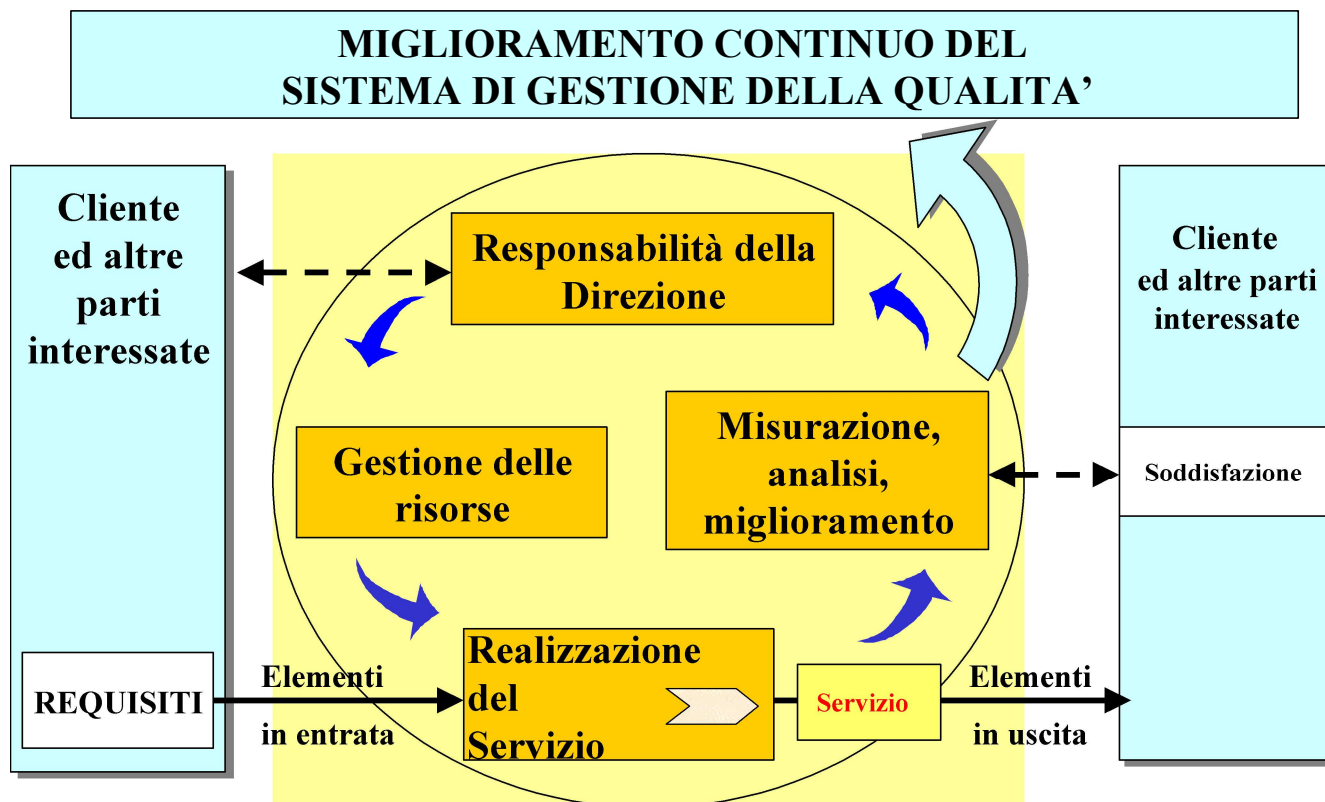 MIGLIORAMENTO CONTINUO DEL
SISTEMA DI GESTIONE DELLA QUALITA’
Cliente
ed altre
parti
interessate
REQUISITI
Responsabilità della
Direzione
Gestione delle
risorse
Misurazione,
analisi,
miglioramento
Realizzazione
del
Servizio
Elementi
in entrata
Servizio
Elementi
in uscita
Cliente
ed altre parti
interessate
Soddisfazione